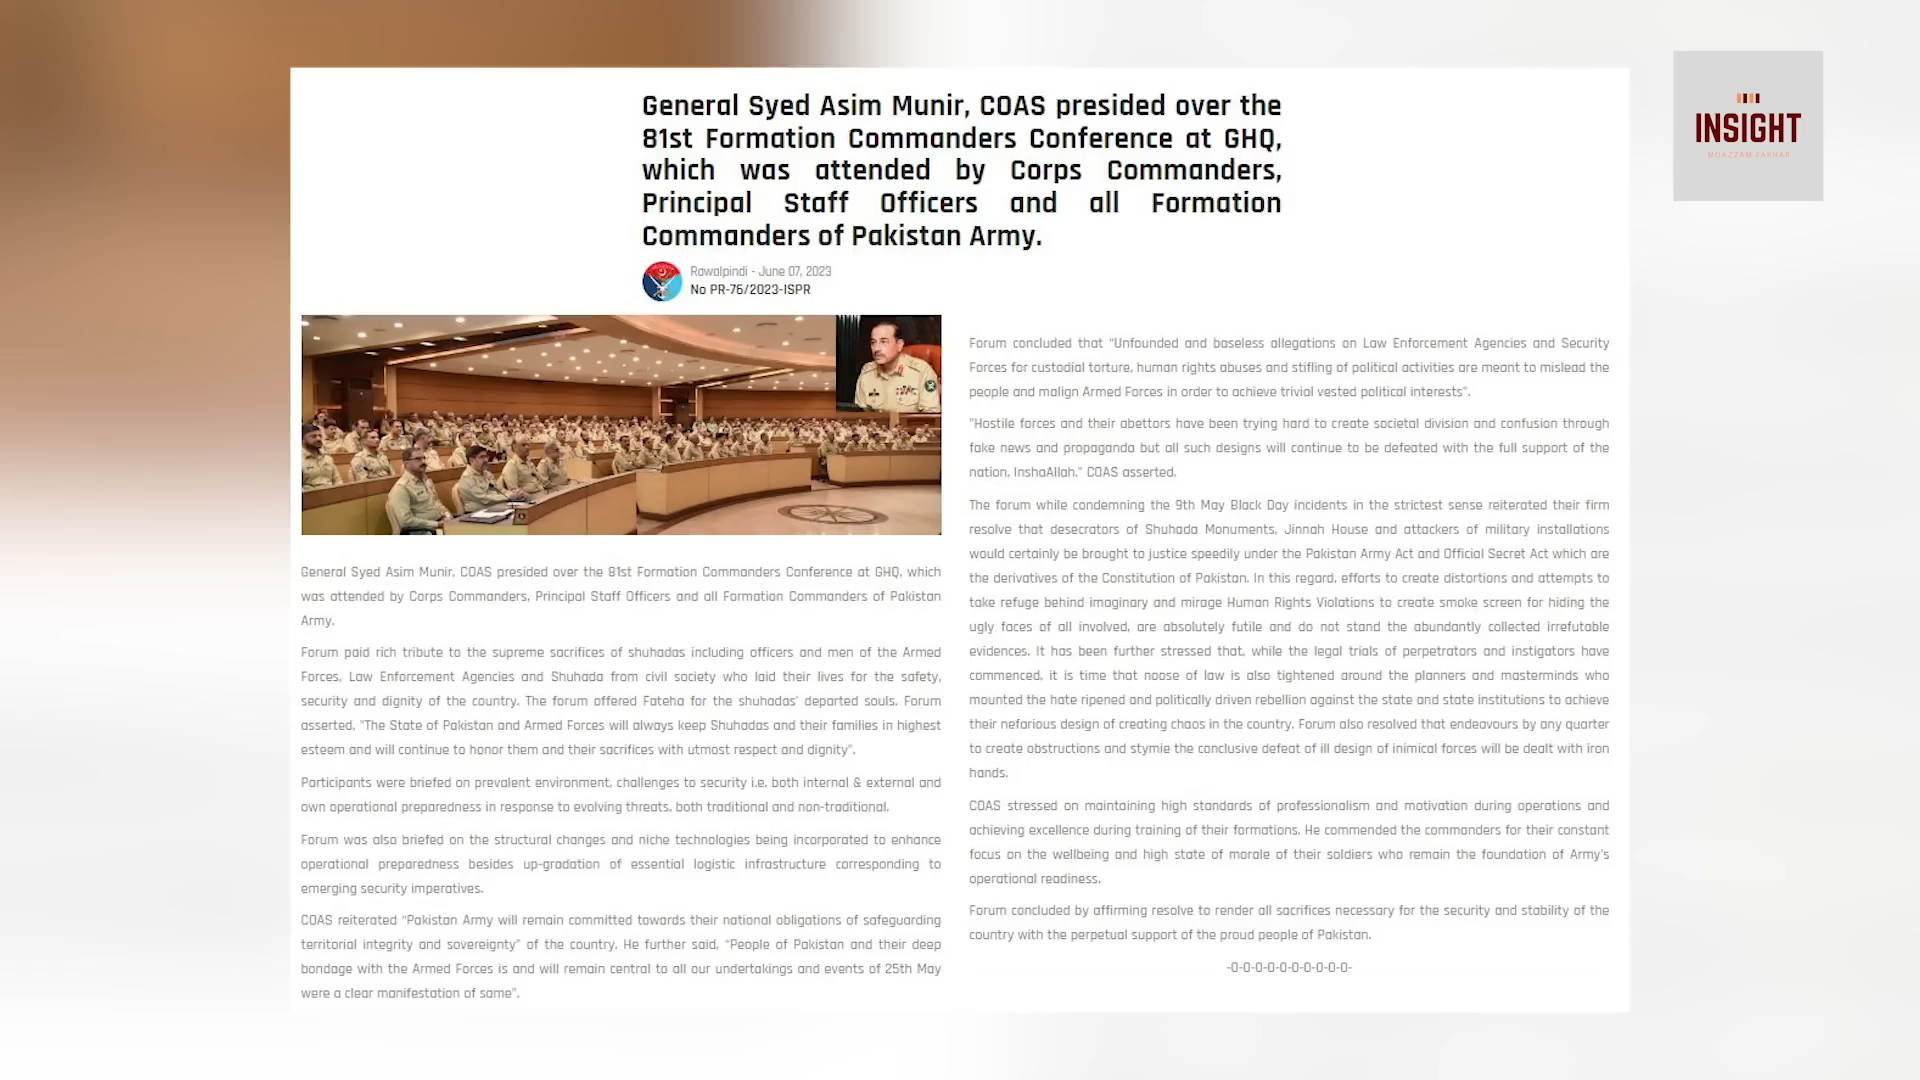 General Syed Asim Munir, COAS presided over the
81st Formation Commanders Conference at GHQ,
which was attended by Corps Commanders,
Principal Staff Officers and all Formation
Commanders of Pakistan Army.
Rawalpindi - June 07, 2023
No PR-76/2023-ISPR
INSIGHT
MOAZZAM FAKHAR
General Syed Asim Munir, COAS presided over the 81st Formation Commanders Conference at GHQ, which
was attended by Corps Commanders, Principal Staff Officers and all Formation Commanders of Pakistan
Army.
Forum paid rich tribute to the supreme sacrifices of shuhadas including officers and men of the Armed
Forces, Law Enforcement Agencies and Shuhada from civil society who laid their lives for the safety,
security and dignity of the country. The forum offered Fateha for the shuhadas' departed souls. Forum
asserted, "The State of Pakistan and Armed Forces will always keep Shuhadas and their families in highest
esteem and will continue to honor them and their sacrifices with utmost respect and dignity".
Participants were briefed on prevalent environment, challenges to security i.e. both internal & external and
own operational preparedness in response to evolving threats, both traditional and non-traditional.
Forum was also briefed on the structural changes and niche technologies being incorporated to enhance
operational preparedness besides up-gradation of essential logistic infrastructure corresponding to
emerging security imperatives.
COAS reiterated "Pakistan Army will remain committed towards their national obligations of safeguarding
territorial integrity and sovereignty" of the country. He further said, "People of Pakistan and their deep
bondage with the Armed Forces is and will remain central to all our undertakings and events of 25th May
were a clear manifestation of same".
Forum concluded that "Unfounded and baseless allegations on Law Enforcement Agencies and Security
Forces for custodial torture, human rights abuses and stifling of political activities are meant to mislead the
people and malign Armed Forces in order to achieve trivial vested political interests".
"Hostile forces and their abettors have been trying hard to create societal division and confusion through
fake news and propaganda but all such designs will continue to be defeated with the full support of the
nation, InshaAllah." COAS asserted.
The forum while condemning the 9th May Black Day incidents in the strictest sense reiterated their firm
resolve that desecrators of Shuhada Monuments, Jinnah House and attackers of military installations
would certainly be brought to justice speedily under the Pakistan Army Act and Official Secret Act which are
the derivatives of the Constitution of Pakistan. In this regard, efforts to create distortions and attempts to
take refuge behind imaginary and mirage Human Rights Violations to create smoke screen for hiding the
ugly faces of all involved, are absolutely futile and do not stand the abundantly collected irrefutable
evidences. It has been further stressed that, while the legal trials of perpetrators and instigators have
commenced, it is time that noose of law is also tightened around the planners and masterminds who
mounted the hate ripened and politically driven rebellion against the state and state institutions to achieve
their nefarious design of creating chaos in the country. Forum also resolved that endeavours by any quarter
to create obstructions and stymie the conclusive defeat of ill design of inimical forces will be dealt with iron
hands.
COAS stressed on maintaining high standards of professionalism and motivation during operations and
achieving excellence during training of their formations. He commended the commanders for their constant
focus on the wellbeing and high state of morale of their soldiers who remain the foundation of Army's
operational readiness.
Forum concluded by affirming resolve to render all sacrifices necessary for the security and stability of the
country with the perpetual support of the proud people of Pakistan.
-0-0-0-0-0-0-0-0-0-0-